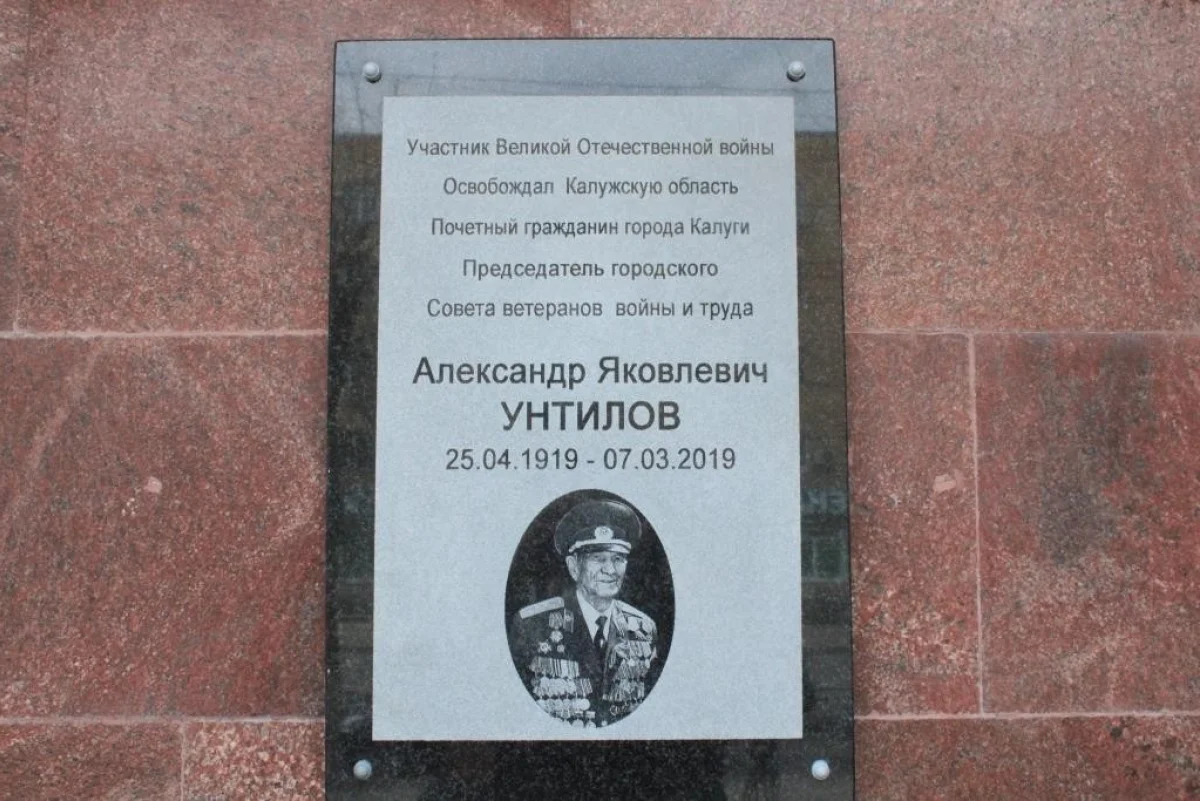 Участник Великой Отечественной войны
Освобождал Калужскую область
Почетный гражданин города Калуги
Председатель городского
Совета ветеранов войны и труда
Александр Яковлевич
УНТИЛОВ
25.04.1919 - 07.03.2019